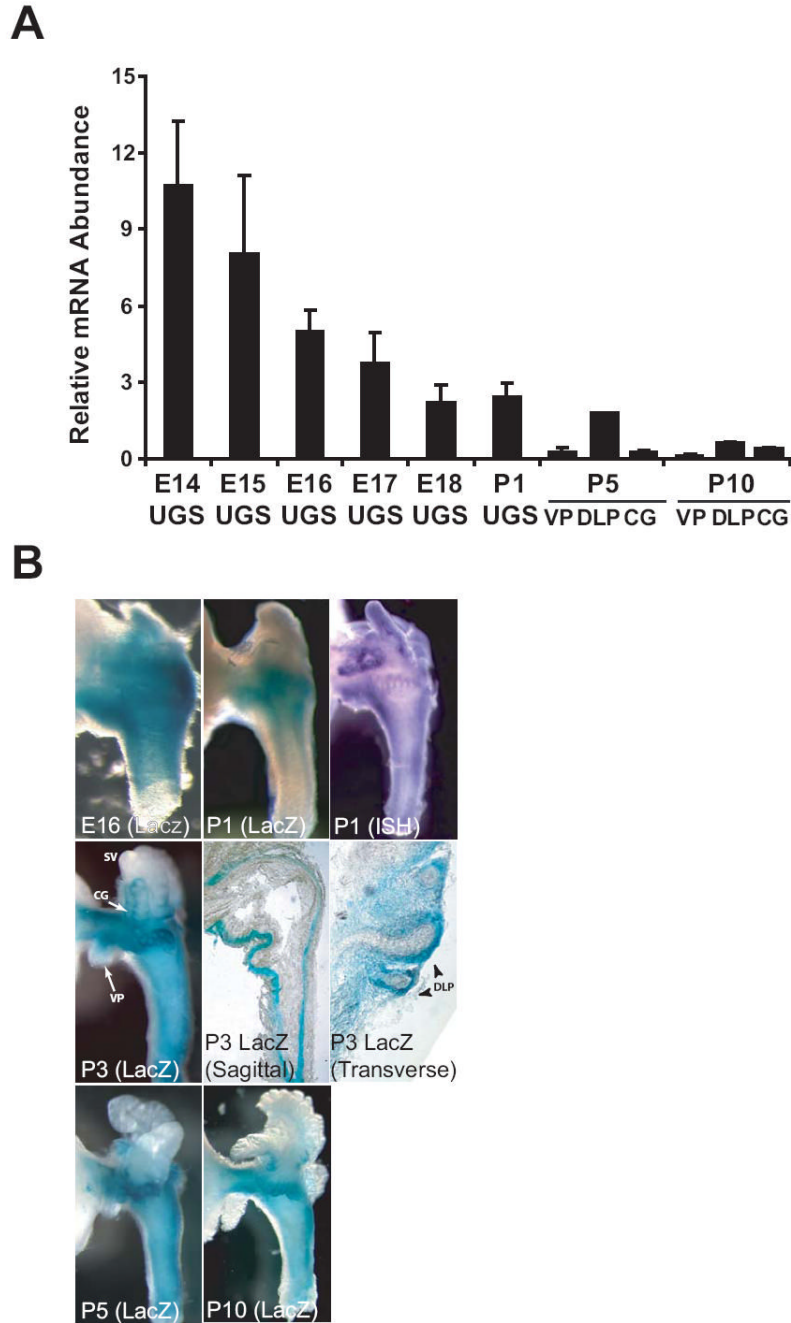 A
Relative mRNA Abundance
15
12
9
6
3
0
E14 E15 E16 E17 E18 P1 P5 P10
UGS UGS UGS UGS UGS UGS VP DLP CG VP DLP CG
B
E16 (Lacz)
P1 (LacZ)
P1 (ISH)
SV
CG
VP
P3 (LacZ)
P3 LacZ
(Sagittal)
DLP
P3 LacZ
(Transverse)
P5 (LacZ)
P10 (LacZ)